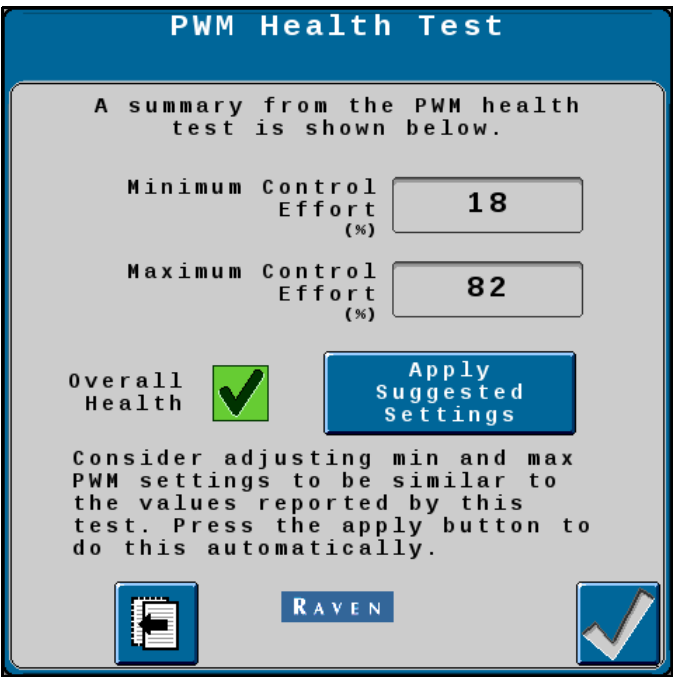 PWM Health Test
A summary from the PWM health
test is shown below.
Minimum Control
Effort
(%)
18
Maximum Control
Effort
(%)
82
Overall
Health
Apply
Suggested
Settings
Consider adjusting min and max
PWM settings to be similar to
the values reported by this
test. Press the apply button to
do this automatically.
RAVEN